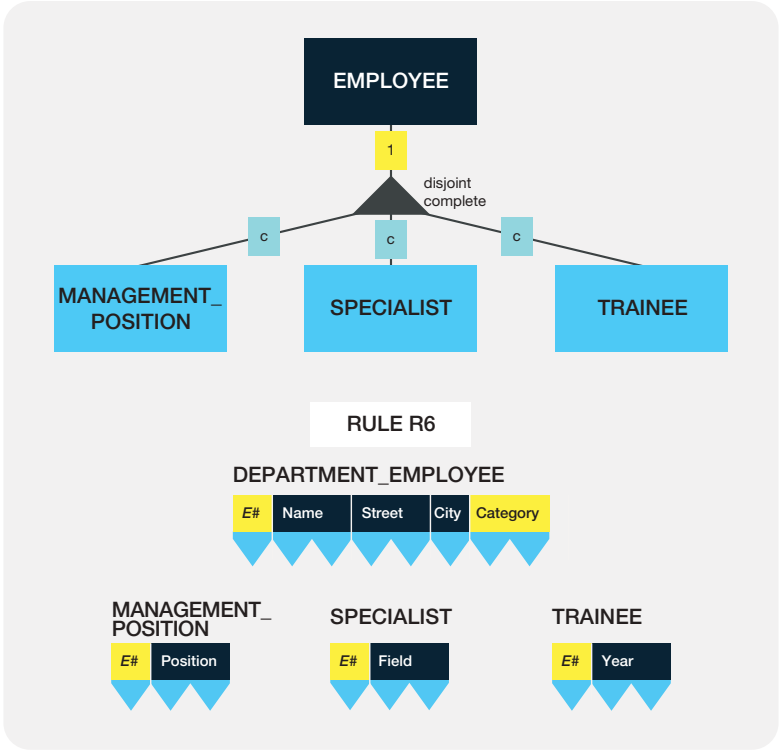 EMPLOYEE
1
disjoint
complete
c
c
c
MANAGEMENT_
POSITION
SPECIALIST
TRAINEE
RULE R6
DEPARTMENT_EMPLOYEE
E# Name Street City Category
MANAGEMENT_
POSITION
SPECIALIST
TRAINEE
E# Position
E# Field
E# Year